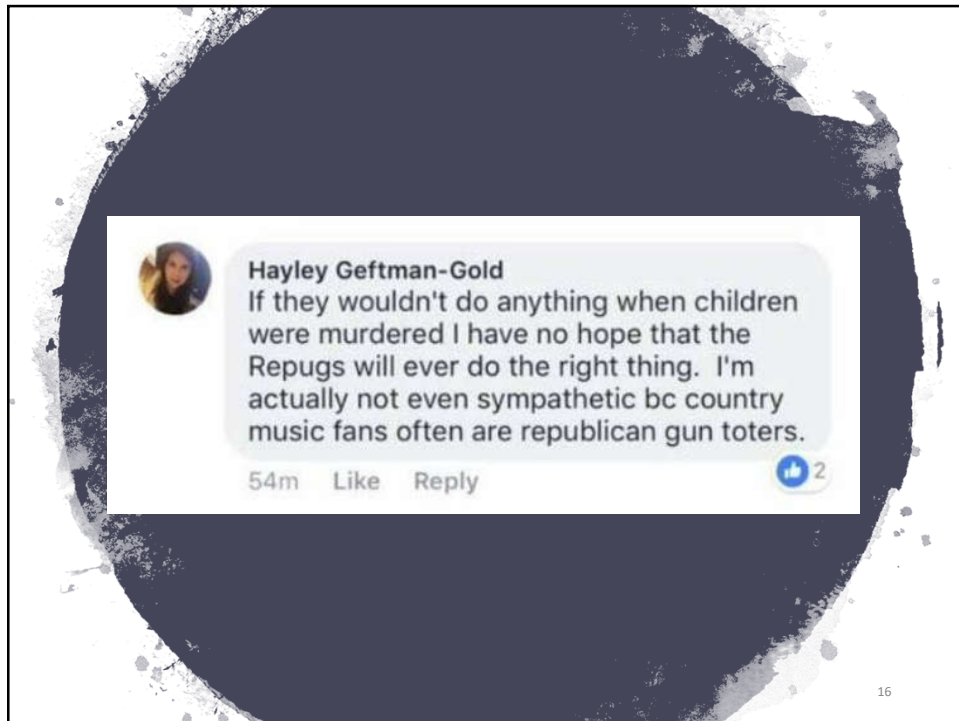 Hayley Geftman-Gold
If they wouldn't do anything when children
were murdered I have no hope that the
Repugs will ever do the right thing.  I'm
actually not even sympathetic bc country
music fans often are republican gun toters.
54m Like Reply 2
16